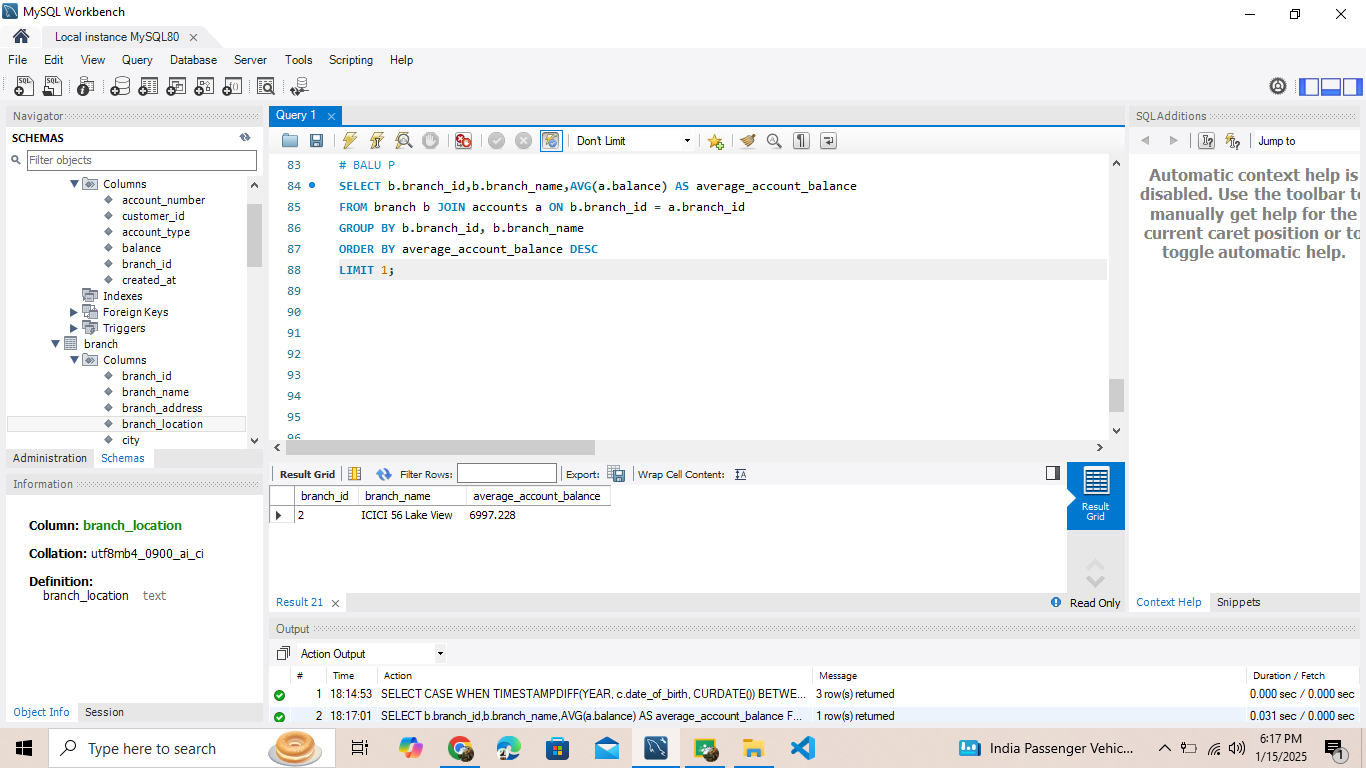 MySQL Workbench
Local instance MySQL80
File Edit View Query Database Server Tools Scripting Help
Navigator
SCHEMAS
Filter objects
Columns
account_number
customer_id
account_type
balance
branch_id
created_at
Indexes
Foreign Keys
Triggers
branch
Columns
branch_id
branch_name
branch_address
branch_location
city
Administration Schemas
Information
Column: branch_location
Collation: utf8mb4_0900_ai_ci
Definition:
branch_location text
Object Info Session
Query 1
Don't Limit
83 # BALU P
84 SELECT b.branch_id,b.branch_name,AVG(a.balance) AS average_account_balance
85 FROM branch b JOIN accounts a ON b.branch_id = a.branch_id
86 GROUP BY b.branch_id, b.branch_name
87 ORDER BY average_account_balance DESC
88 LIMIT 1;
89
90
91
92
93
94
95
96
Result Grid Filter Rows: Export: Wrap Cell Content:
branch_id branch_name average_account_balance
2 ICICI 56 Lake View 6997.228
Result Grid
Result 21
Read Only
Output
Action Output
# Time Action Message Duration / Fetch
1 18:14:53 SELECT CASE WHEN TIMESTAMPDIFF(YEAR, c.date_of_birth, CURDATE()) BETWE... 3 row(s) returned 0.000 sec / 0.000 sec
2 18:17:01 SELECT b.branch_id,b.branch_name,AVG(a.balance) AS average_account_balance F... 1 row(s) returned 0.031 sec / 0.000 sec
SQLAdditions
Jump to
Automatic context help is
disabled. Use the toolbar to
manually get help for the
current caret position or to
toggle automatic help.
Context Help Snippets
Type here to search
India Passenger Vehic...
6:17 PM
1/15/2025
1